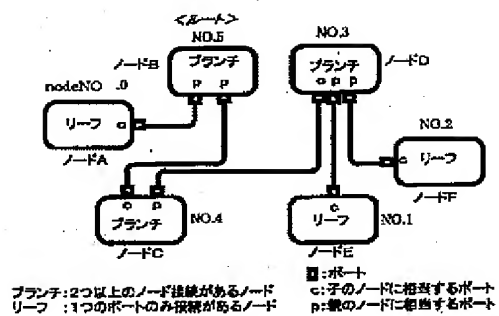 <ルート>
NO.5
ノードB
ブランチ
p p
NO.3
ノードD
ブランチ
c p p
nodeNO .0
リーフ c
ノードA
NO.2
c リーフ
ノードF
c p
ブランチ
NO.4
ノードC
c
リーフ
NO.1
ノードE
:ポート
ブランチ:2つ以上のノード接続があるノード
c:子のノードに相当するポート
リーフ :1つのポートのみ接続があるノード
p:親のノードに相当するポート